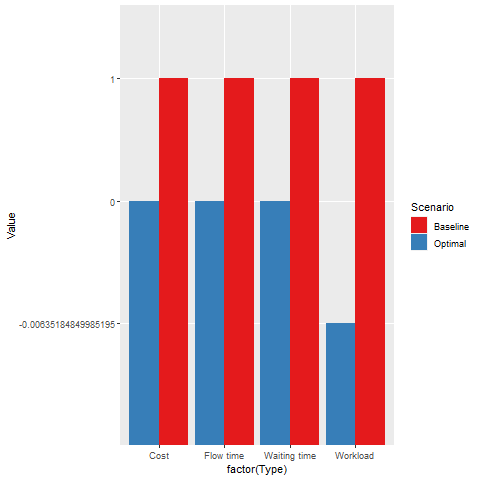 1
0
-0.00635184849985195
Value
Cost
Flow time
Waiting time
Workload
factor(Type)
Scenario
Baseline
Optimal